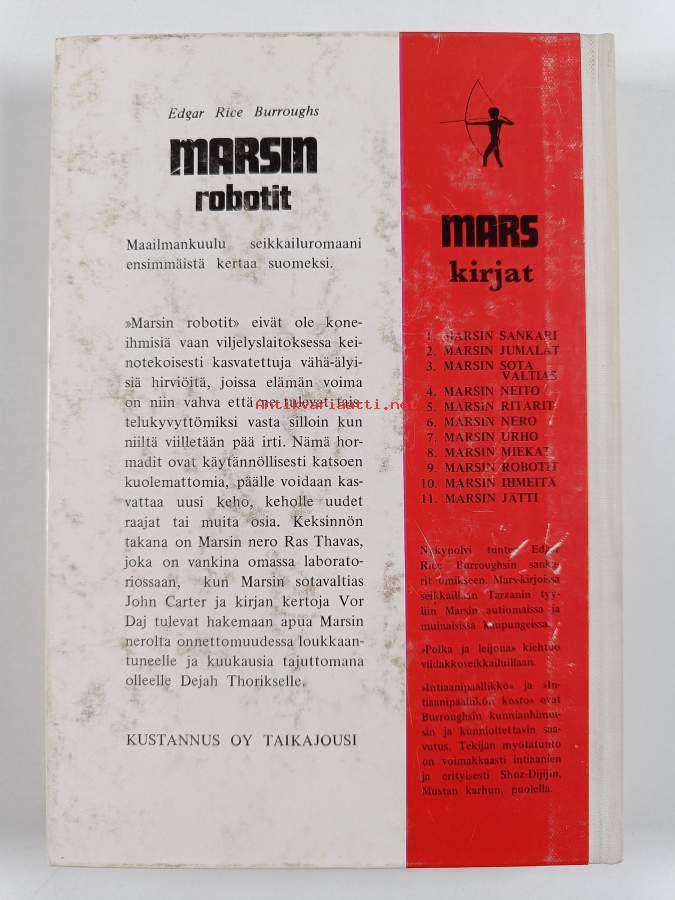 Edgar Rice Burroughs
MARSIN
robotit
Maailmankuulu seikkailuromaani
ensimmäistä kertaa suomeksi.
»Marsin robotit» eivät ole kone-
ihmisiä vaan viljelyslaitoksessa kei-
notekoisesti kasvatettuja vähä-älyi-
siä hirviöitä, joissa elämän voima
on niin vahva että ne tulevat tais-
telukyvyttömiksi vasta silloin kun
niiltä viilletään pää irti. Nämä hor-
madit ovat käytännöllisesti katsoen
kuolemattomia, päälle voidaan kas-
vattaa uusi keho, keholle uudet
raajat tai muita osia. Keksinnön
takana on Marsin nero Ras Thavas,
joka on vankina omassa laborato-
riossaan, kun Marsin sotavaltias
John Carter ja kirjan kertoja Vor
Daj tulevat hakemaan apua Marsin
nerolta onnettomuudessa loukkaan-
tuneelle ja kuukausia tajuttomana
olleelle Dejah Thorikselle.
KUSTANNUS OY TAIKAJOUSI
MARS
kirjat
1. MARSIN SANKARI
2. MARSIN JUMALAT
3. MARSIN SOTA
VALTIAS
4. MARSIN NEITO
5. MARSIN RITARIT
6. MARSIN NERO
7. MARSIN URHO
8. MARSIN MIEKAT
9. MARSIN ROBOTIT
10. MARSIN IHMEITÄ
11. MARSIN JÄTTI
Nykynolvi tuntee Edgar
Rice Burroughsin sanka-
rit omikseen. Mars-kirjoissa
seikkaillaan Tarzanin tyy-
liin Marsin autiomaissa ja
muinaisissa kaupungeissa.
»Poika ja leijona» kiehtoo
viidakkoseikkailuillaan.
»Intiaanipäällikkö» ja »In-
tiaanipäällikön kosto» ovat
Burroughsin kunnianhimoi-
sin ja kunnioitettavin saa-
vutus. Tekijän myötätunto
on voimakkaasti intiaanien
ja erityisesti Shoz-Dijijin,
Mustan karhun, puolella.
Antikvariaatti.net